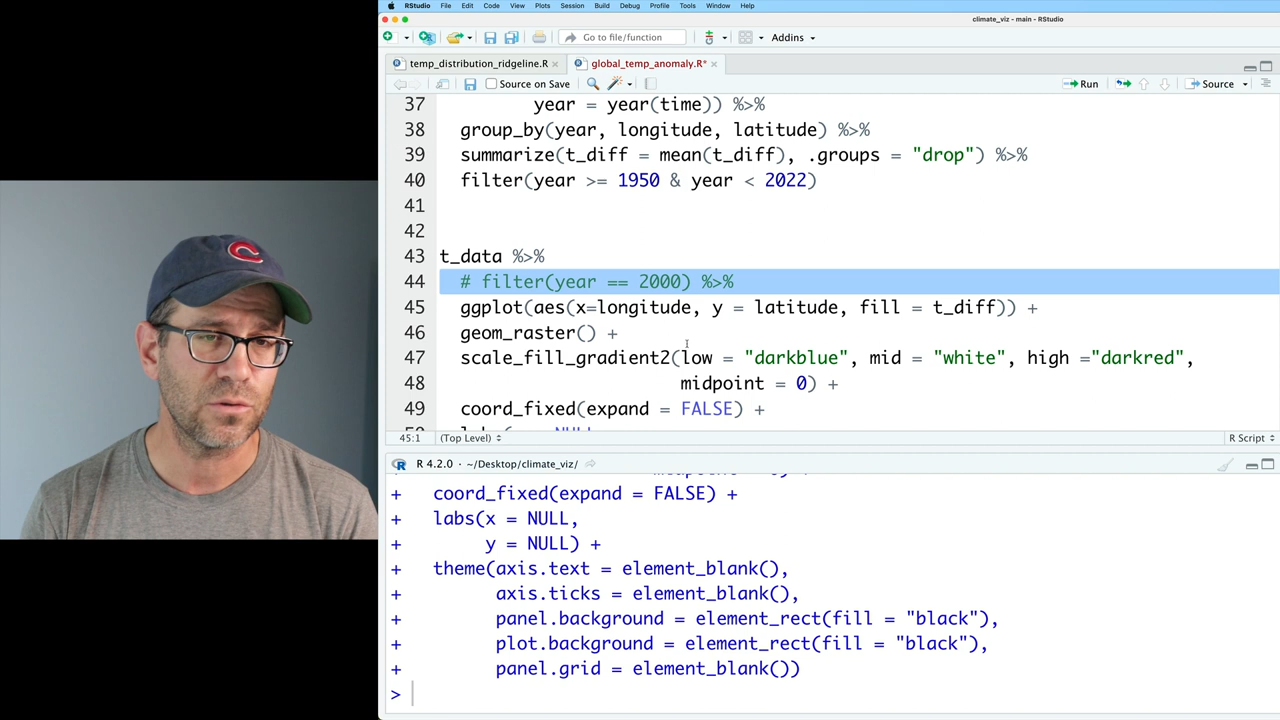 RStudio File Edit Code View Plots Session Build Debug Profile Tools Window Help
climate_viz - main - RStudio
Go to file/function Addins
temp_distribution_ridgeline.R × global_temp_anomaly.R* ×
Source on Save Run Source
37 year = year(time)) %>%
38 group_by(year, longitude, latitude) %>%
39 summarize(t_diff = mean(t_diff), .groups = "drop") %>%
40 filter(year >= 1950 & year < 2022)
41
42
43 t_data %>%
44 # filter(year == 2000) %>%
45 ggplot(aes(x=longitude, y = latitude, fill = t_diff)) +
46 geom_raster() +
47 scale_fill_gradient2(low = "darkblue", mid = "white", high ="darkred",
48 midpoint = 0) +
49 coord_fixed(expand = FALSE) +
45:1 (Top Level) R Script
R 4.2.0 · ~/Desktop/climate_viz/
+ coord_fixed(expand = FALSE) +
+ labs(x = NULL,
+ y = NULL) +
+ theme(axis.text = element_blank(),
+ axis.ticks = element_blank(),
+ panel.background = element_rect(fill = "black"),
+ plot.background = element_rect(fill = "black"),
+ panel.grid = element_blank())
>